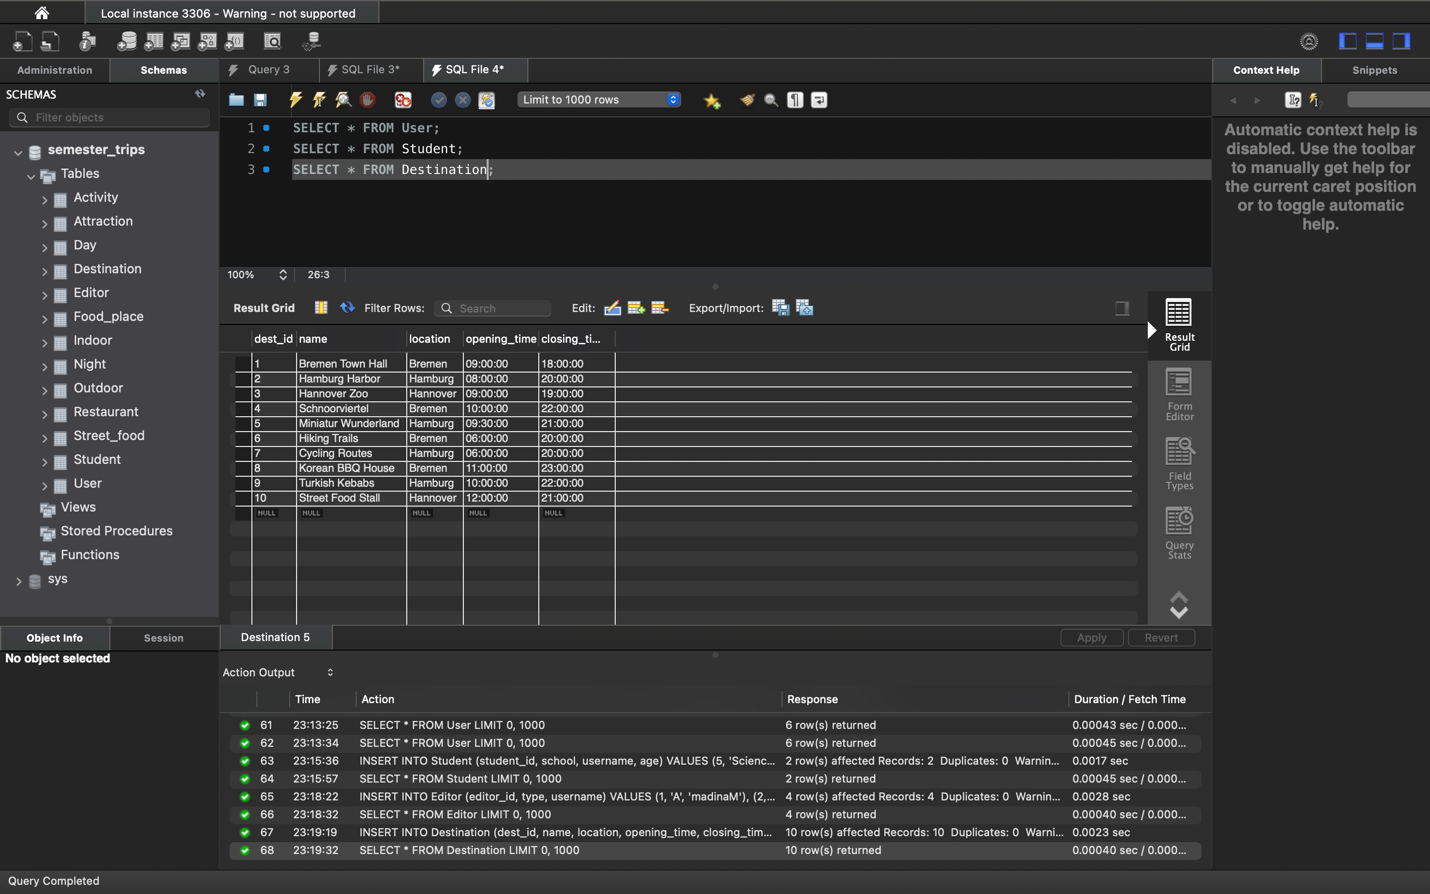 Local instance 3306 - Warning - not supported
Administration
Schemas
Query 3
SQL File 3*
SQL File 4*
Context Help
Snippets
SCHEMAS
Filter objects
Limit to 1000 rows
semester_trips
Tables
Activity
Attraction
Day
Destination
Editor
Food_place
Indoor
Night
Outdoor
Restaurant
Street_food
Student
User
Views
Stored Procedures
Functions
sys
1 SELECT * FROM User;
2 SELECT * FROM Student;
3 SELECT * FROM Destination;
Automatic context help is
disabled. Use the toolbar
to manually get help for
the current caret position
or to toggle automatic
help.
100% 26:3
Result Grid Filter Rows: Search Edit: Export/Import:
dest_id name location opening_time closing_ti...
1 Bremen Town Hall Bremen 09:00:00 18:00:00
2 Hamburg Harbor Hamburg 08:00:00 20:00:00
3 Hannover Zoo Hannover 09:00:00 19:00:00
4 Schnoorviertel Bremen 10:00:00 22:00:00
5 Miniatur Wunderland Hamburg 09:30:00 21:00:00
6 Hiking Trails Bremen 06:00:00 20:00:00
7 Cycling Routes Hamburg 06:00:00 20:00:00
8 Korean BBQ House Bremen 11:00:00 23:00:00
9 Turkish Kebabs Hamburg 10:00:00 22:00:00
10 Street Food Stall Hannover 12:00:00 21:00:00
NULL NULL NULL NULL NULL
Result
Grid
Form
Editor
Field
Types
Query
Stats
Object Info
Session
No object selected
Destination 5
Apply
Revert
Action Output
Time Action Response Duration / Fetch Time
61 23:13:25 SELECT * FROM User LIMIT 0, 1000 6 row(s) returned 0.00043 sec / 0.000...
62 23:13:34 SELECT * FROM User LIMIT 0, 1000 6 row(s) returned 0.00045 sec / 0.000...
63 23:15:36 INSERT INTO Student (student_id, school, username, age) VALUES (5, 'Scienc... 2 row(s) affected Records: 2 Duplicates: 0 Warnin... 0.0017 sec
64 23:15:57 SELECT * FROM Student LIMIT 0, 1000 2 row(s) returned 0.00045 sec / 0.000...
65 23:18:22 INSERT INTO Editor (editor_id, type, username) VALUES (1, 'A', 'madinaM'), (2,... 4 row(s) affected Records: 4 Duplicates: 0 Warnin... 0.0028 sec
66 23:18:32 SELECT * FROM Editor LIMIT 0, 1000 4 row(s) returned 0.00040 sec / 0.000...
67 23:19:19 INSERT INTO Destination (dest_id, name, location, opening_time, closing_tim... 10 row(s) affected Records: 10 Duplicates: 0 Warni... 0.0023 sec
68 23:19:32 SELECT * FROM Destination LIMIT 0, 1000 10 row(s) returned 0.00040 sec / 0.000...
Query Completed